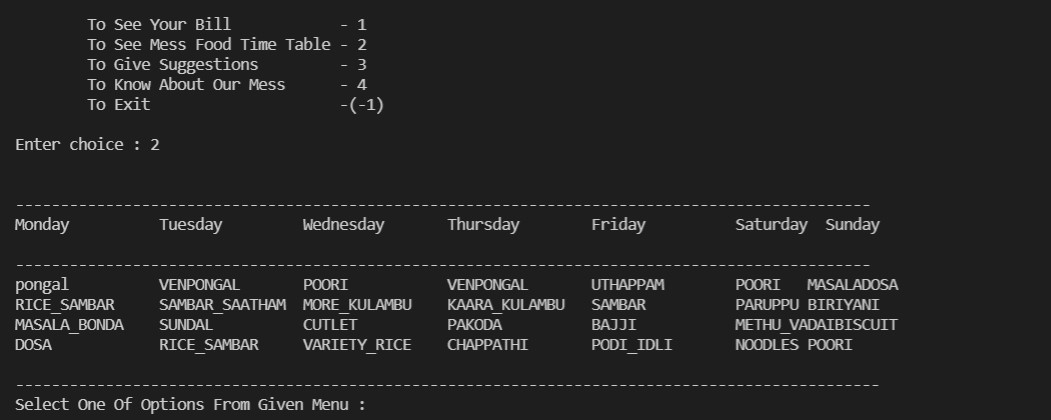 To See Your Bill - 1
To See Mess Food Time Table - 2
To Give Suggestions - 3
To Know About Our Mess - 4
To Exit -(-1)
Enter choice : 2
-----------------------------------------------------------------------------------------------
Monday Tuesday Wednesday Thursday Friday Saturday Sunday
-----------------------------------------------------------------------------------------------
pongal VENPONGAL POORI VENPONGAL UTHAPPAM POORI MASALADOSA
RICE_SAMBAR SAMBAR_SAATHAM MORE_KULAMBU KAARA_KULAMBU SAMBAR PARUPPU BIRIYANI
MASALA_BONDA SUNDAL CUTLET PAKODA BAJJI METHU_VADAIBISCUIT
DOSA RICE_SAMBAR VARIETY_RICE CHAPPATHI PODI_IDLI NOODLES POORI
------------------------------------------------------------------------------------------------
Select One Of Options From Given Menu :